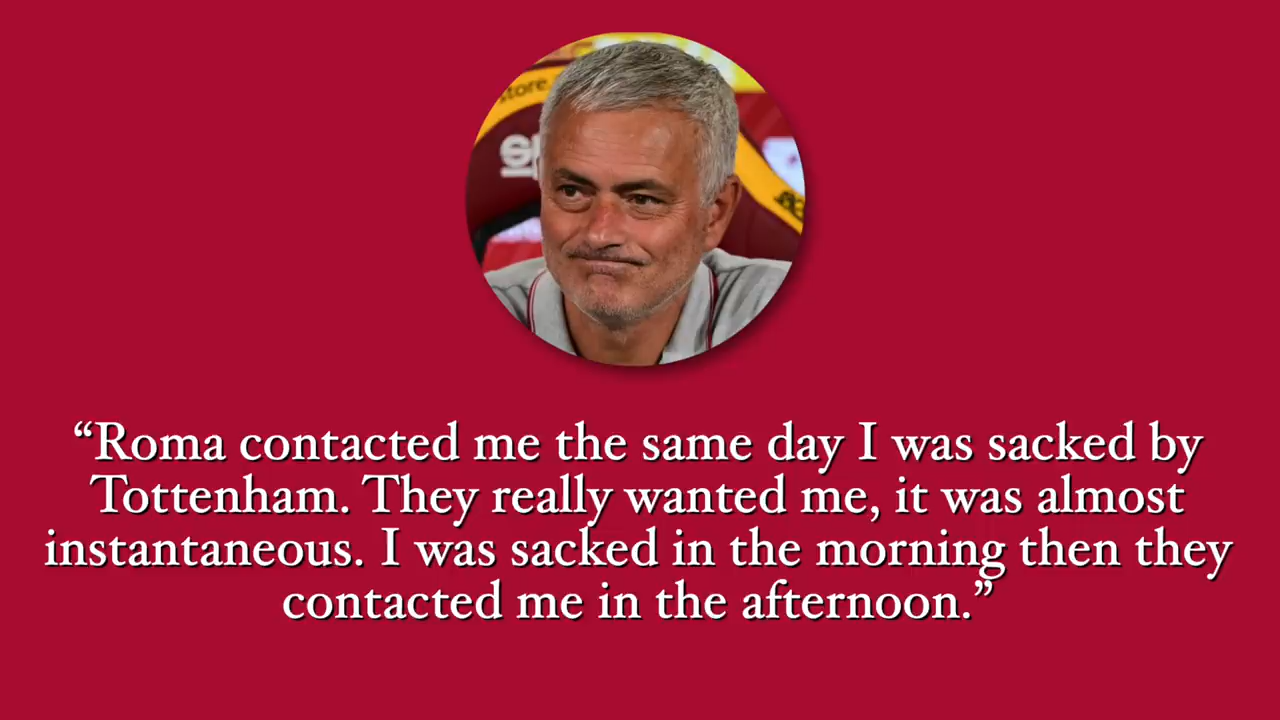 store.
“Roma contacted me the same day I was sacked by
Tottenham. They really wanted me, it was almost
instantaneous. I was sacked in the morning then they
contacted me in the afternoon.”